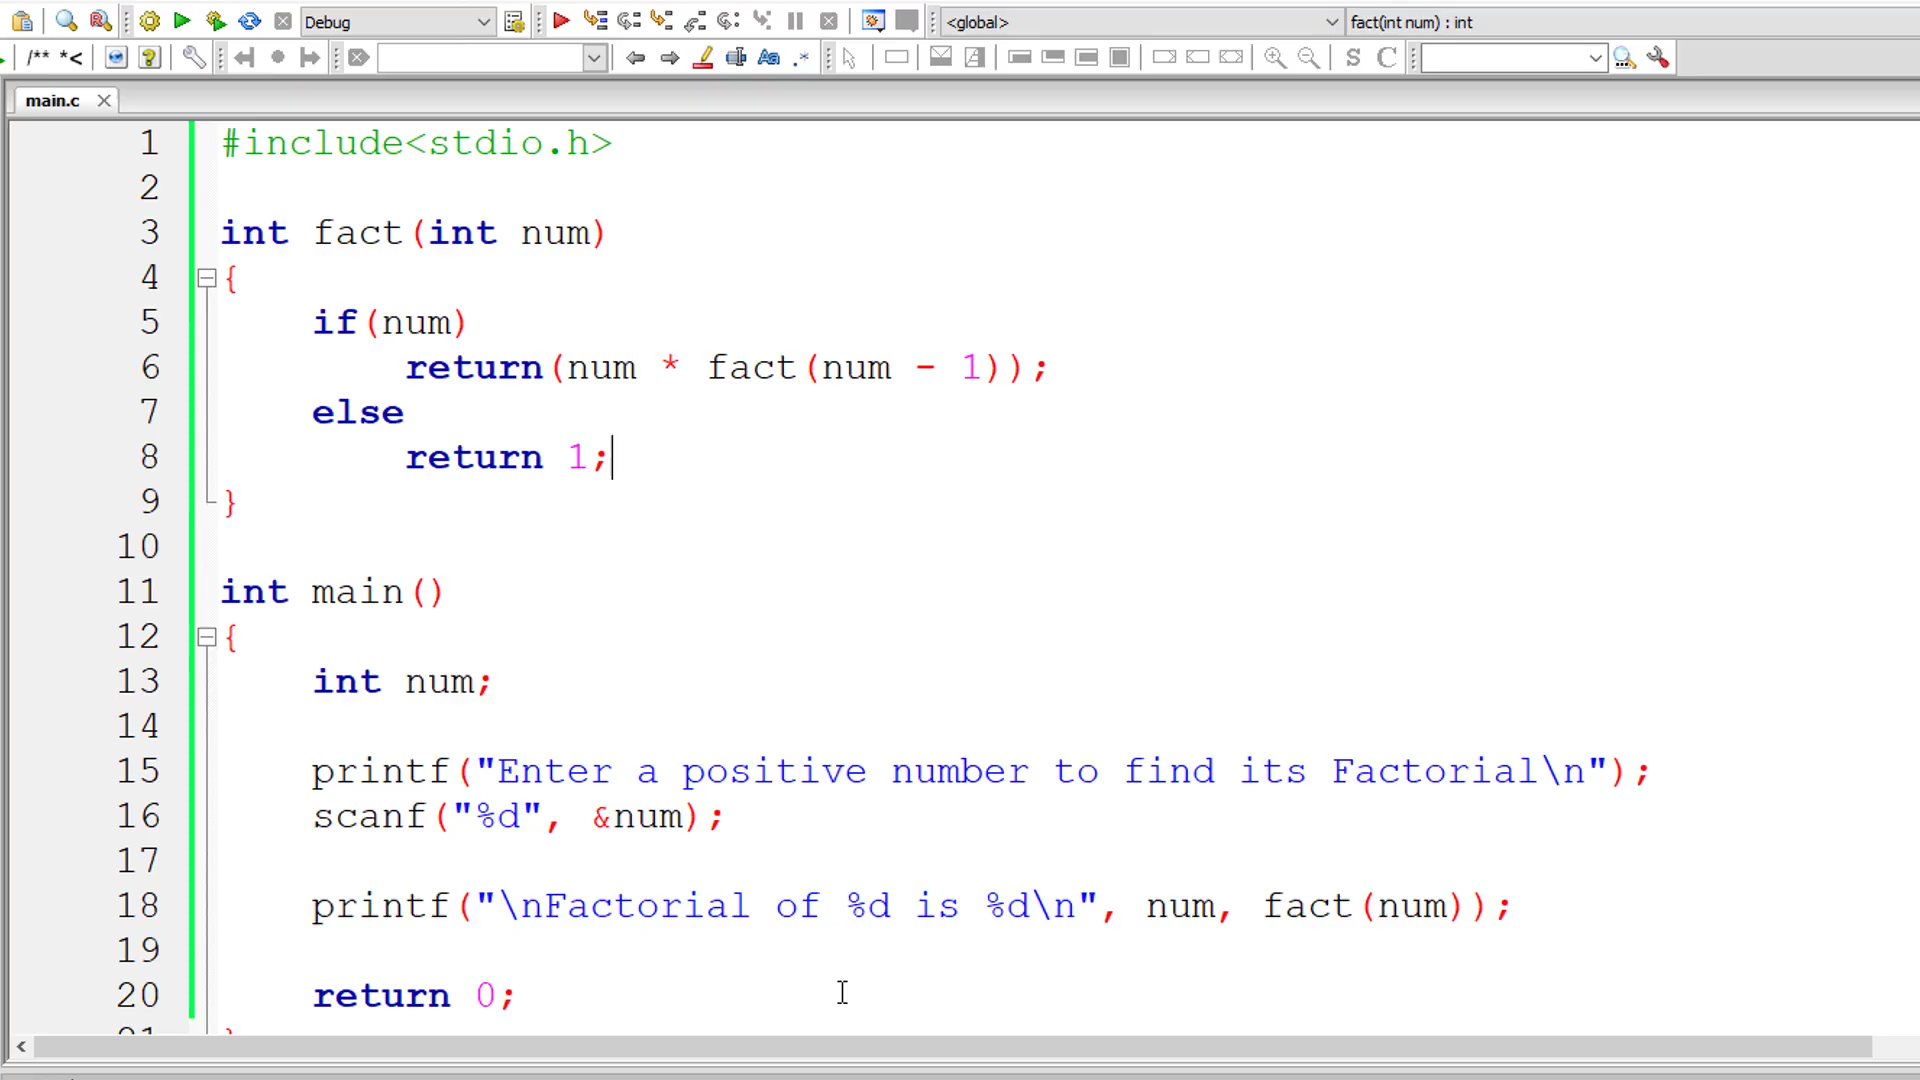 Debug
<global>
fact(int num) : int
/** *<
S
C
main.c
1 #include<stdio.h>
2
3 int fact(int num)
4 {
5 if(num)
6 return(num * fact(num - 1));
7 else
8 return 1;
9 }
10
11 int main()
12 {
13 int num;
14
15 printf("Enter a positive number to find its Factorial\n");
16 scanf("%d", &num);
17
18 printf("\nFactorial of %d is %d\n", num, fact(num));
19
20 return 0;